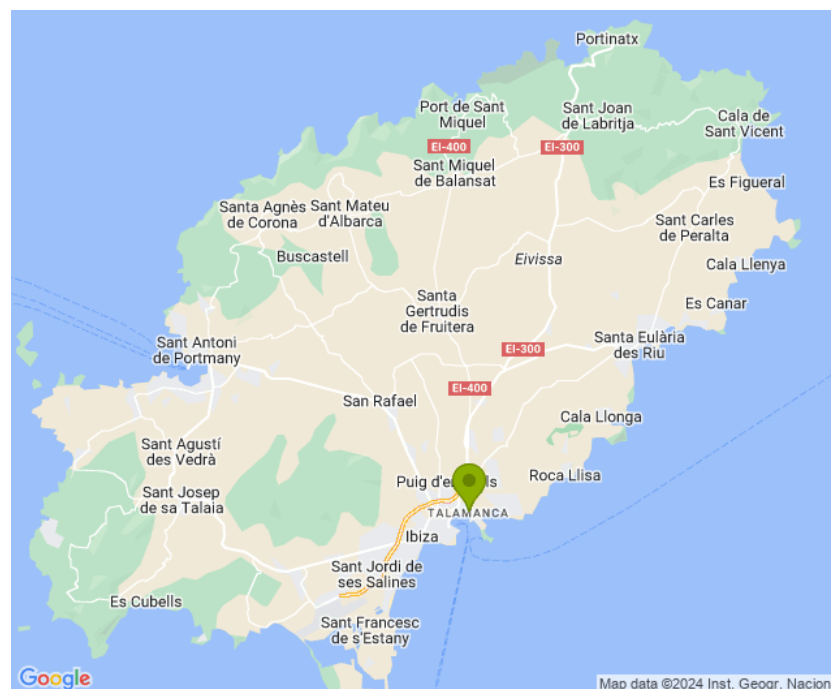 Portinatx
Port de Sant
Miquel
Sant Joan
de Labritja
Cala de
Sant Vicent
EI-400
EI-300
Sant Miquel
de Balansat
Es Figueral
Santa Agnès
de Corona
Sant Mateu
d'Albarca
Sant Carles
de Peralta
Buscastell
Eivissa
Cala Llenya
Santa
Gertrudis
de Fruitera
Es Canar
Sant Antoni
de Portmany
Santa Eulària
des Riu
EI-300
EI-400
San Rafael
Cala Llonga
Sant Agustí
des Vedrà
Roca Llisa
Puig d'en
Sant Josep
de sa Talaia
TALAMANCA
Ibiza
Sant Jordi de
ses Salines
Es Cubells
Sant Francesc
de s'Estany
Google
Map data ©2024 Inst. Geogr. Nacion